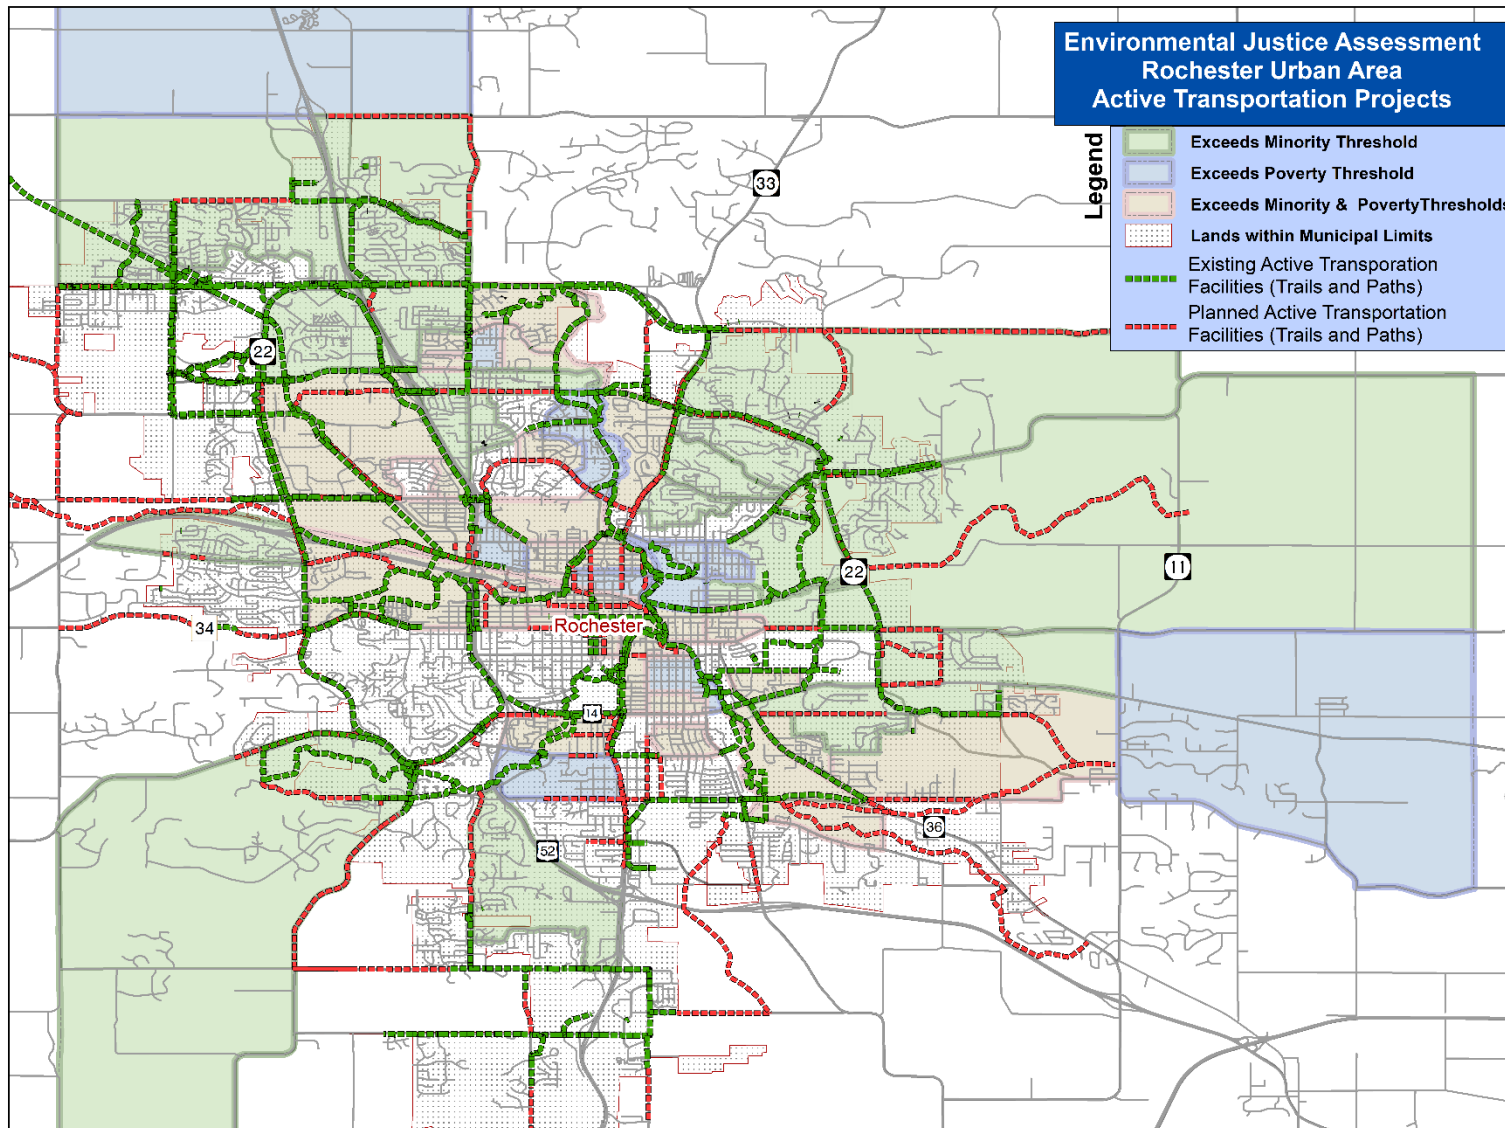 Environmental Justice Assessment
Rochester Urban Area
Active Transportation Projects
Legend
Exceeds Minority Threshold
Exceeds Poverty Threshold
Exceeds Minority & PovertyThresholds
Lands within Municipal Limits
Existing Active Transporation
Facilities (Trails and Paths)
Planned Active Transportation
Facilities (Trails and Paths)
33
22
22
11
34
Rochester
14
36
52